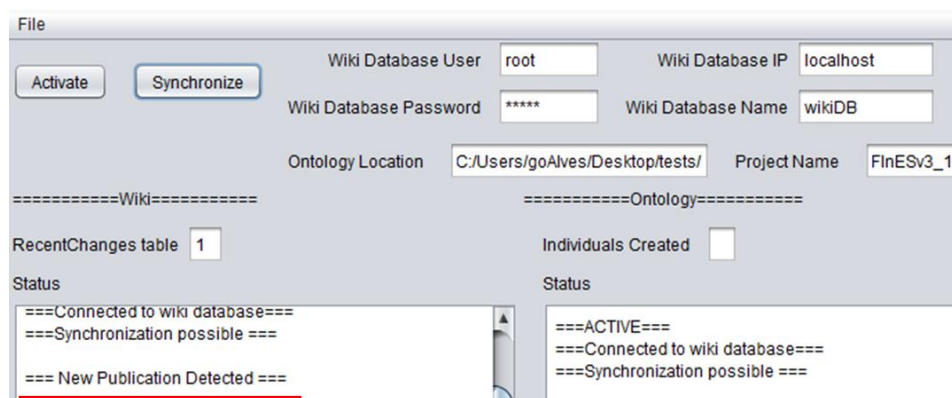 File
Activate
Synchronize
Wiki Database User root Wiki Database IP localhost
Wiki Database Password ***** Wiki Database Name wikiDB
Ontology Location C:/Users/goAlves/Desktop/tests/ Project Name FInESv3_1
===========Wiki=========== ===========Ontology===========
RecentChanges table 1 Individuals Created
Status Status
===Connected to wiki database===
===Synchronization possible ===
=== New Publication Detected ===
===ACTIVE===
===Connected to wiki database===
===Synchronization possible ===